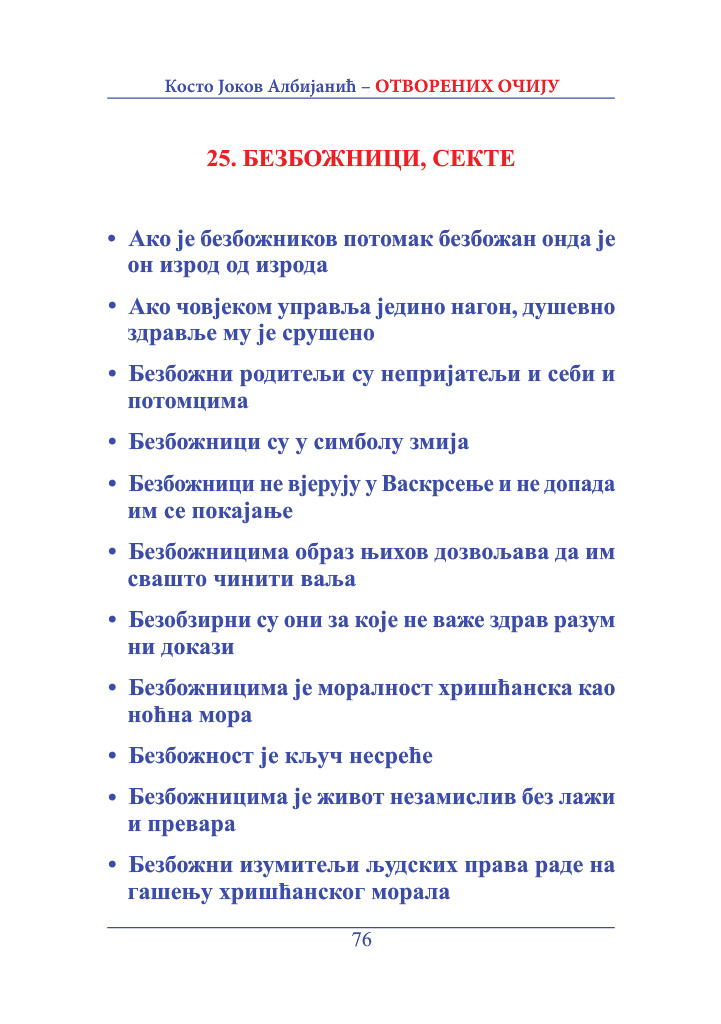 Косто Јоков Албијанић – ОТВОРЕНИХ ОЧИЈУ
25. БЕЗБОЖНИЦИ, СЕКТЕ
• Ако је безбожников потомак безбожан онда је
он изрод од изрода
• Ако човјеком управља једино нагон, душевно
здравље му је срушено
• Безбожни родитељи су непријатељи и себи и
потомцима
• Безбожници су у симболу змија
• Безбожници не вјерују у Васкрсење и не допада
им се покајање
• Безбожницима образ њихов дозвољава да им
свашто чинити ваља
• Безобзирни су они за које не важе здрав разум
ни докази
• Безбожницима је моралност хришћанска као
ноћна мора
• Безбожност је кључ несреће
• Безбожницима је живот незамислив без лажи
и превара
• Безбожни изумитељи људских права раде на
гашењу хришћанског морала
76